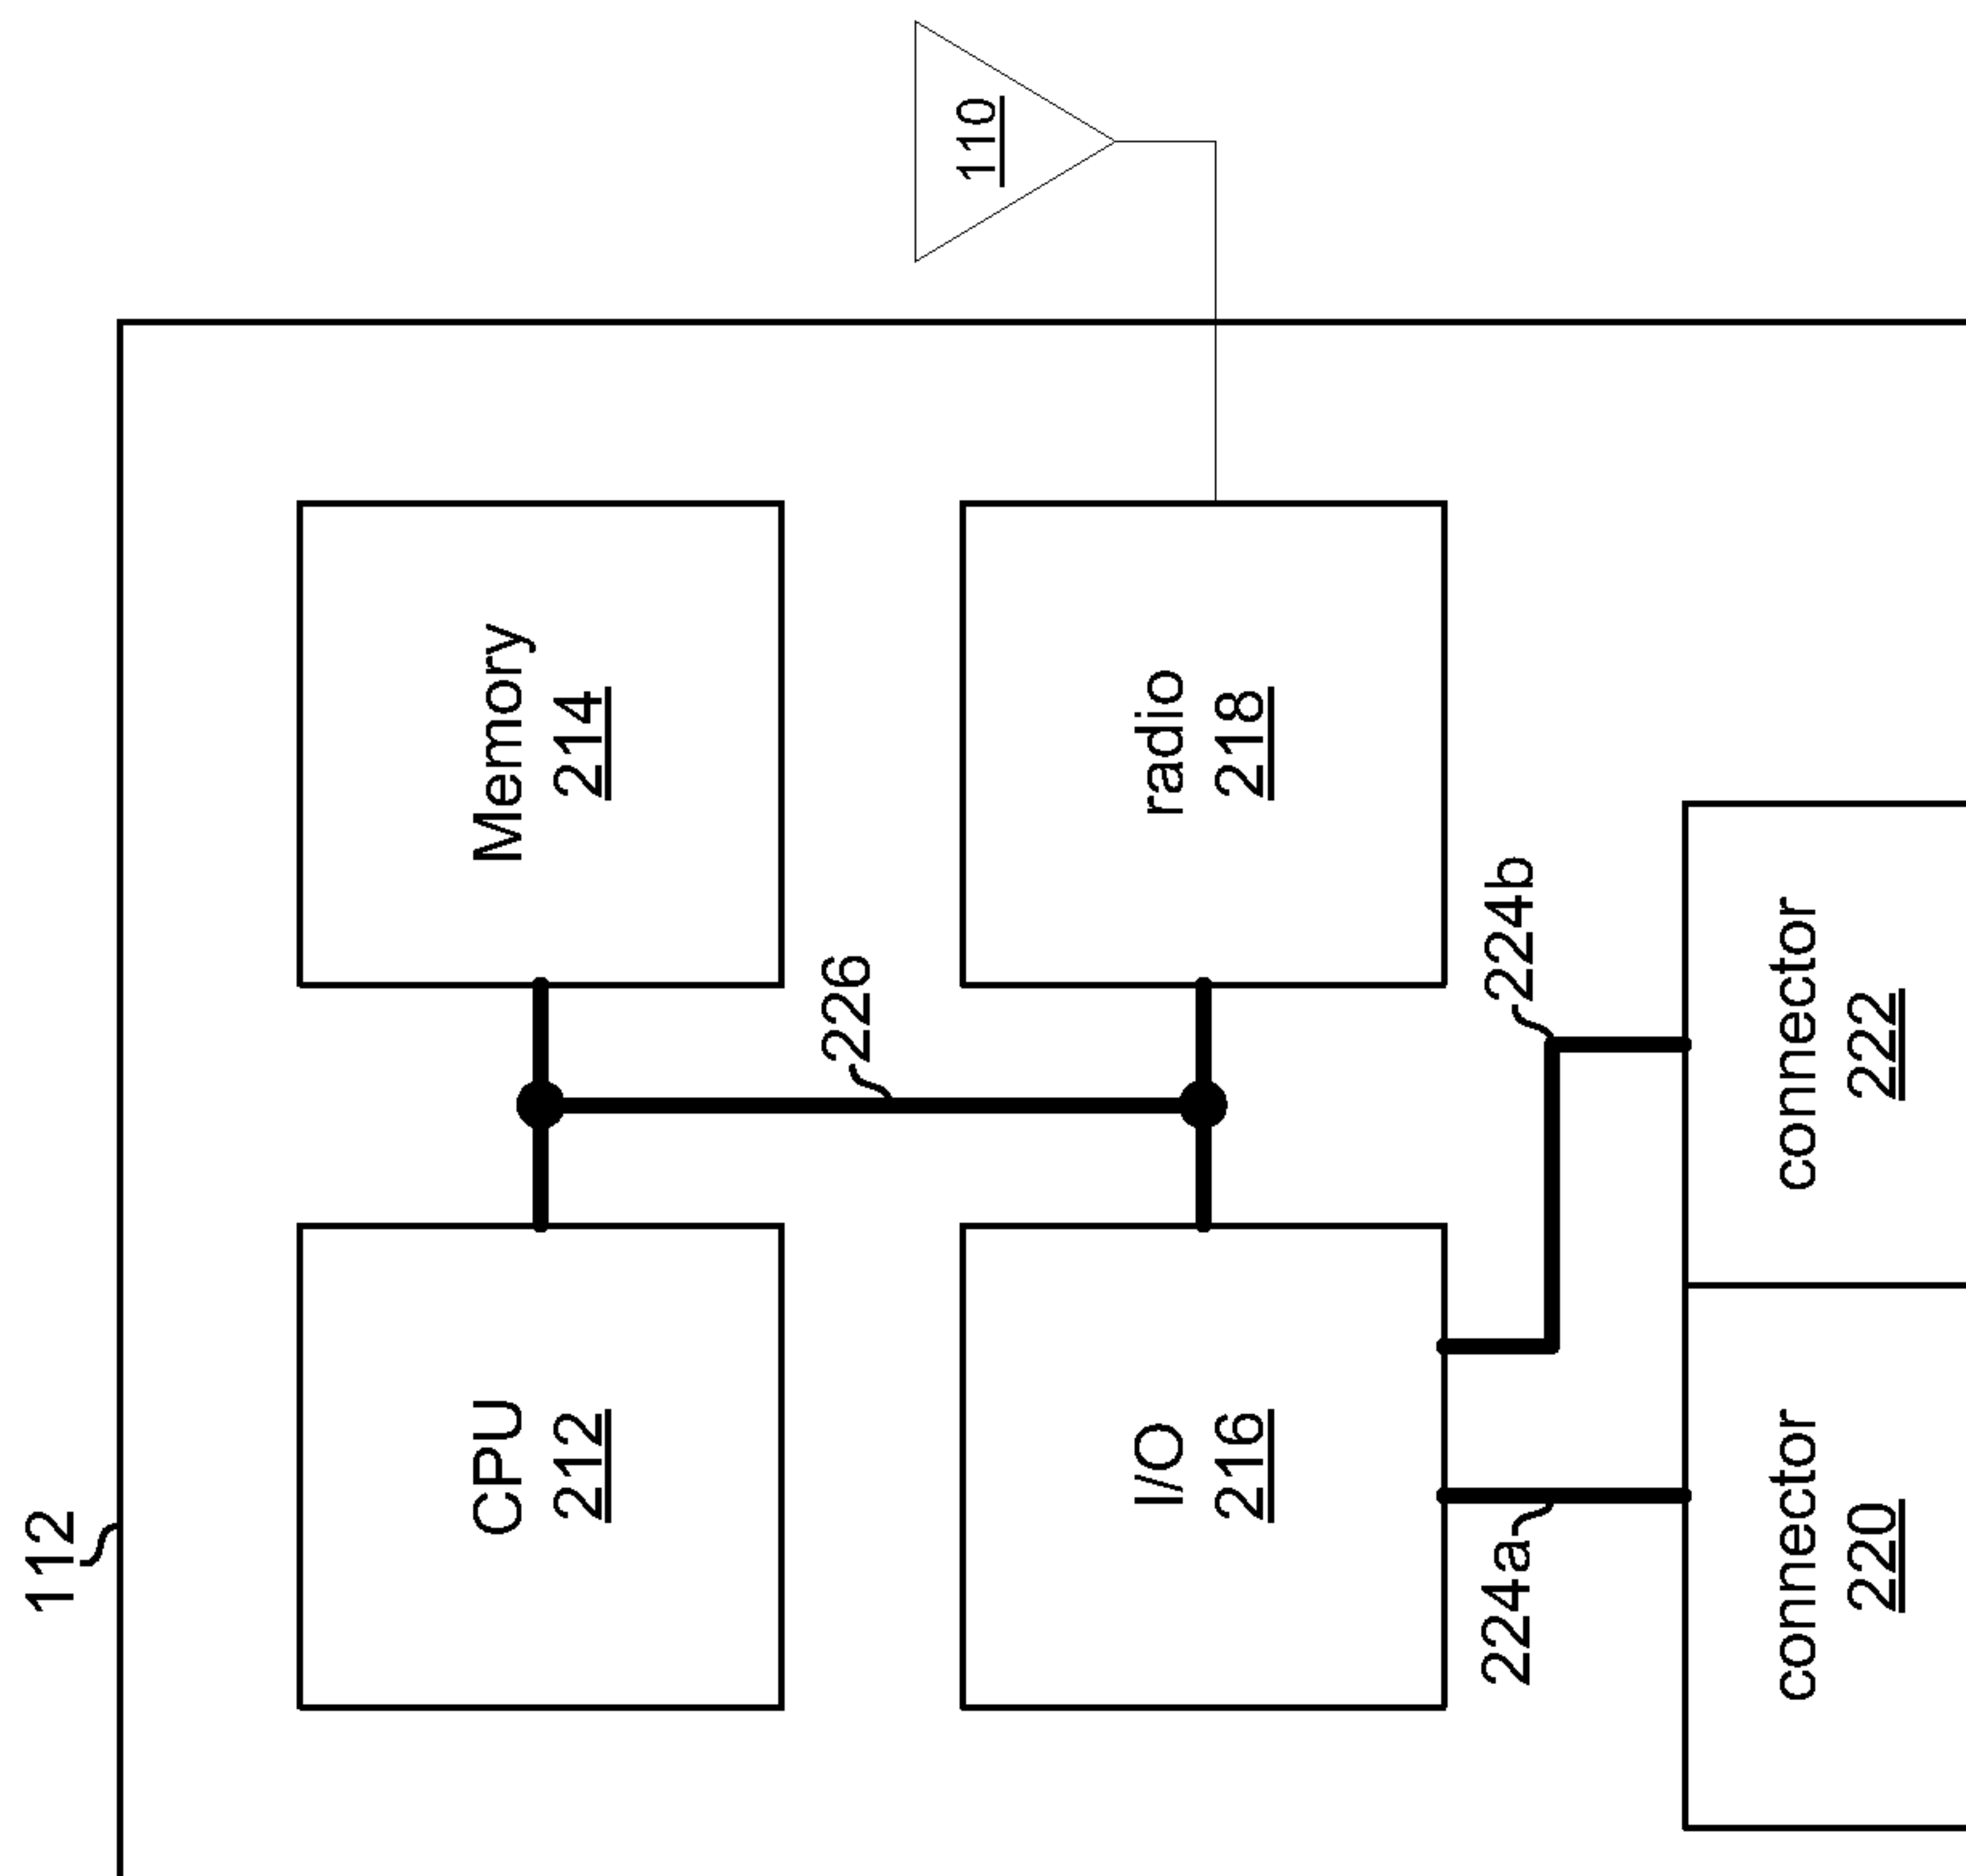 112
CPU
212
Memory
214
226
I/O
216
radio
218
110
224a
224b
connector
220
connector
222